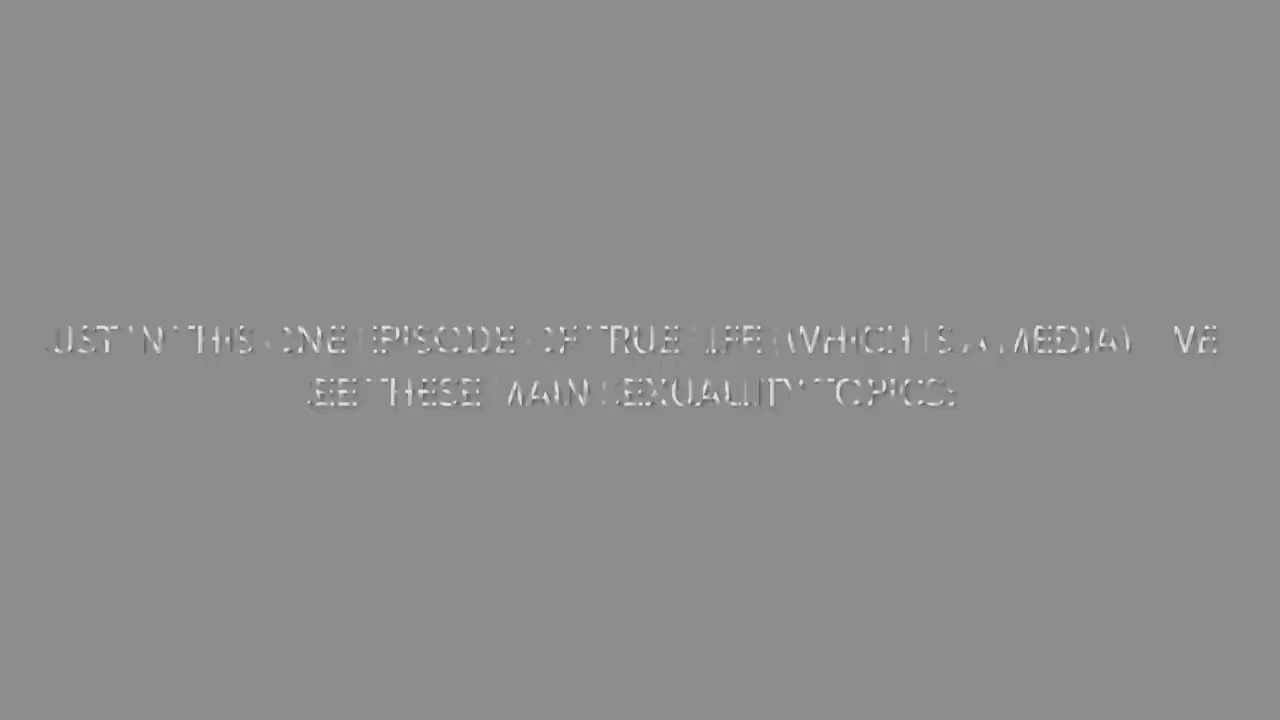 JUST IN THIS ONE EPISODE OF TRUE LIFE (WHICH IS A MEDIA) WE
SEE THESE MAIN SEXUALITY TOPICS: